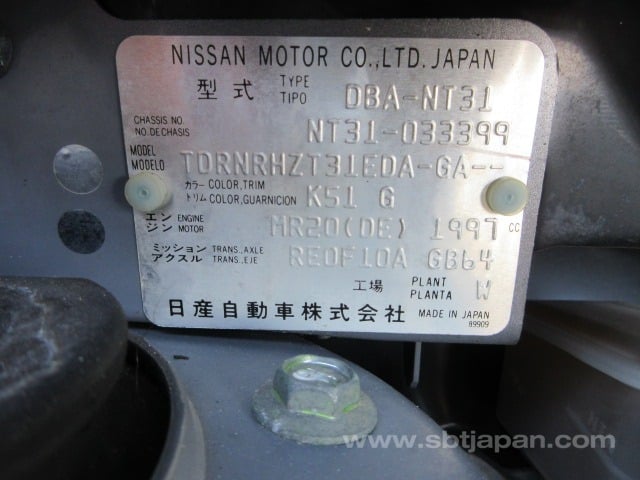 NISSAN MOTOR CO.,LTD. JAPAN
型式 TYPE TIPO DBA-NT31
CHASSIS NO. NO. DE CHASIS NT31-033399
MODEL MODELO TDRNRHZT31EDA-GA--
カラー COLOR,TRIM トリム COLOR,GUARNICION K51 G
エンジン ENGINE MOTOR MR20(DE) 1997 CC
ミッション TRANS.,AXLE アクスル TRANS.,EJE RE0F10A GB64
工場 PLANT PLANTA W
日産自動車株式会社 MADE IN JAPAN
89909
www.sbtjapan.com